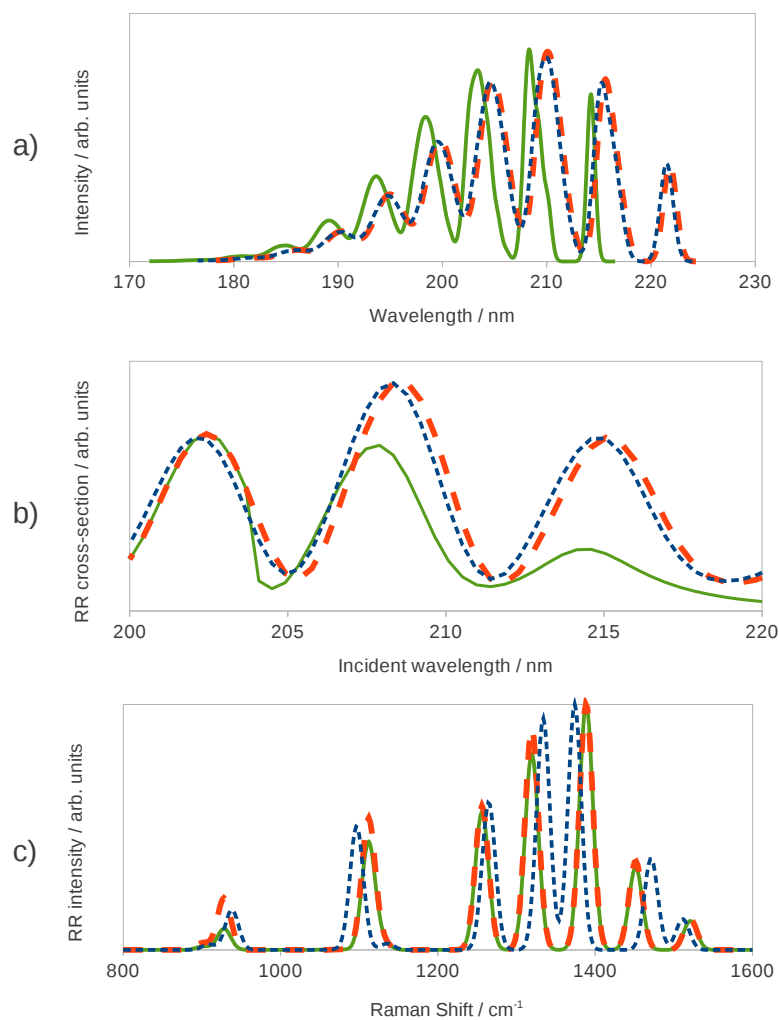 a)
Intensity / arb. units
170 180 190 200 210 220 230
Wavelength / nm
b)
RR cross-section / arb. units
200 205 210 215 220
Incident wavelength / nm
c)
RR intensity / arb. units
800 1000 1200 1400 1600
Raman Shift / cm⁻¹